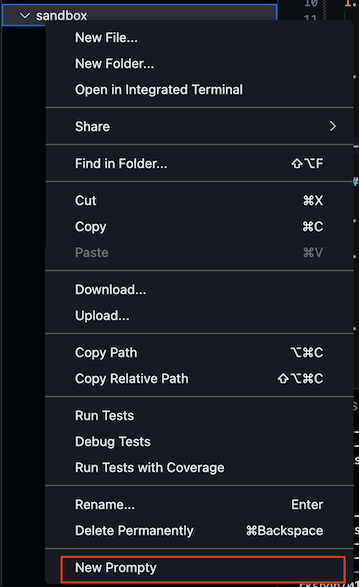 sandbox
New File...
New Folder...
Open in Integrated Terminal
Share
Find in Folder... ⇧⌥F
Cut ⌘X
Copy ⌘C
Paste ⌘V
Download...
Upload...
Copy Path ⌥⌘C
Copy Relative Path ⇧⌥⌘C
Run Tests
Debug Tests
Run Tests with Coverage
Rename... Enter
Delete Permanently ⌘Backspace
New Prompty
10
11